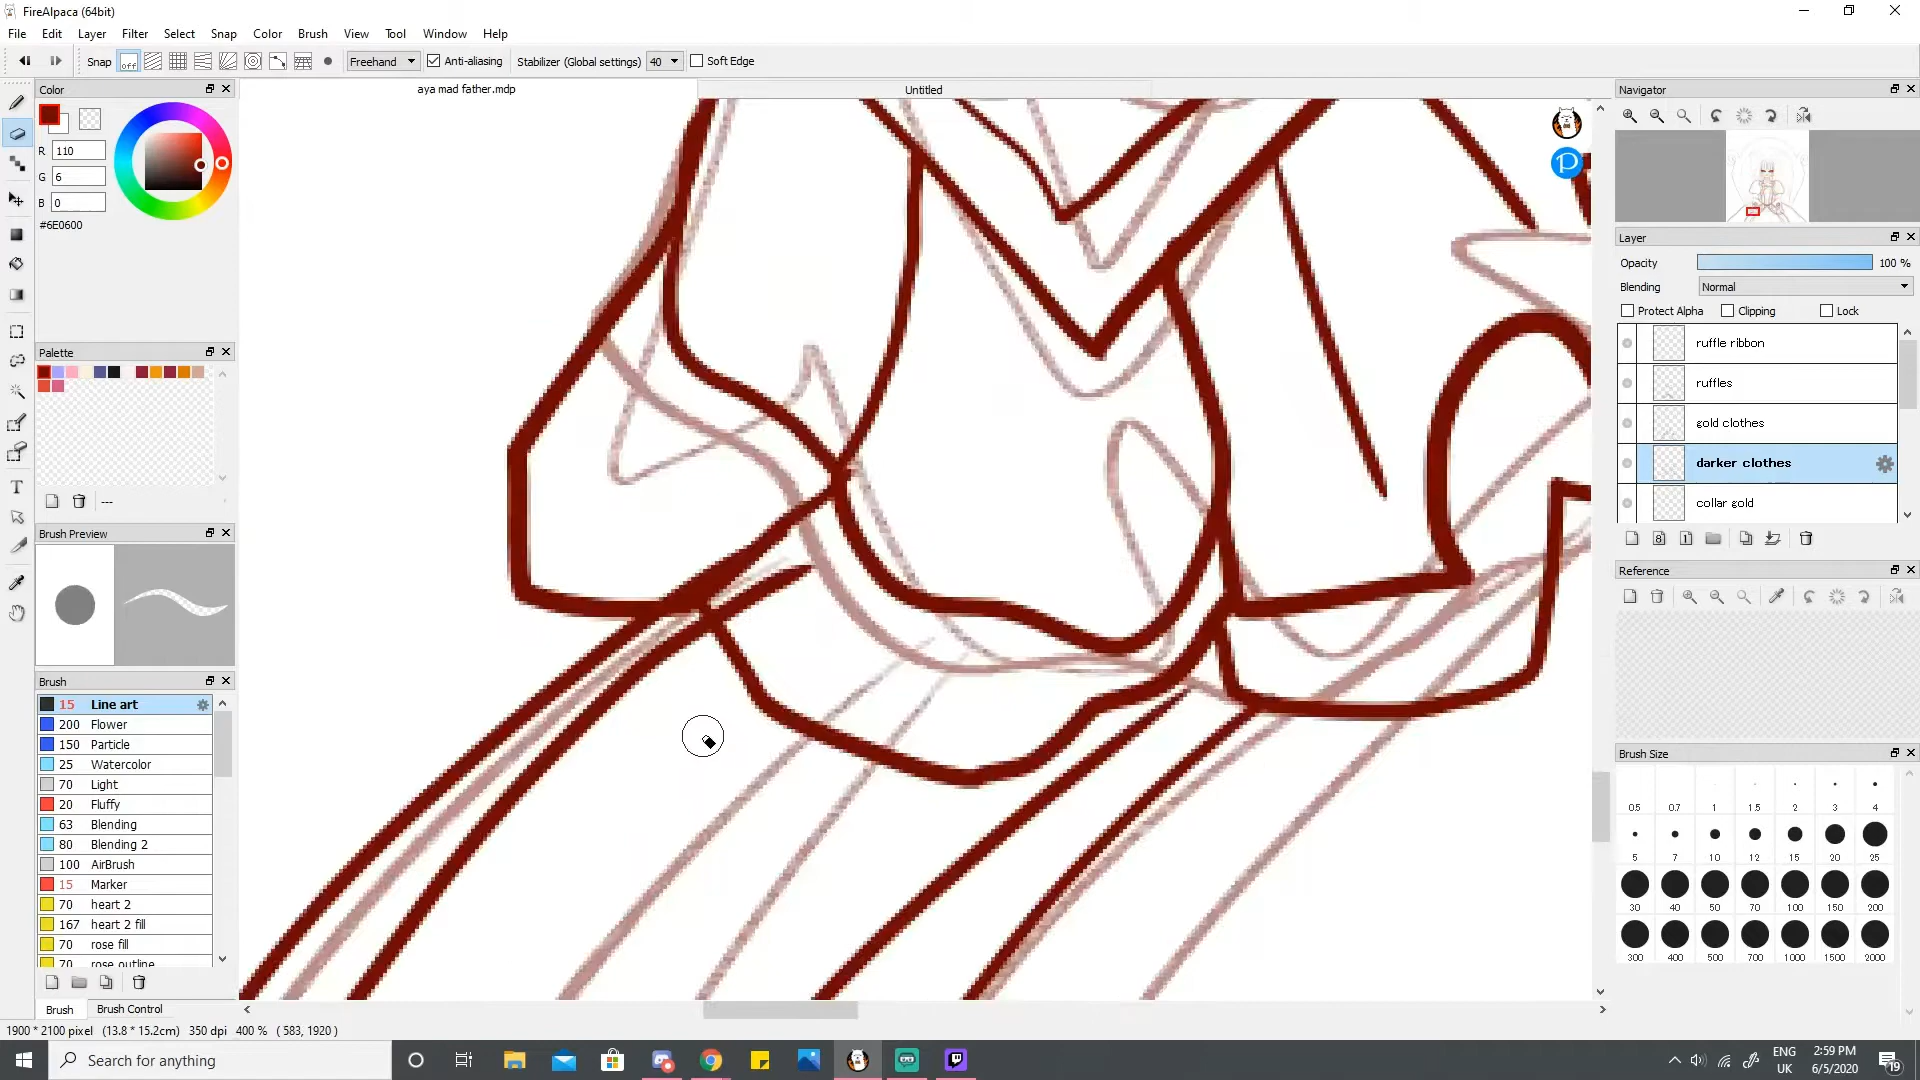 FireAlpaca (64bit)
File Edit Layer Filter Select Snap Color Brush View Tool Window Help
Snap off Freehand Anti-aliasing Stabilizer (Global settings) 40 Soft Edge
Color
aya mad father.mdp
Untitled
Navigator
R 110
G 6
B 0
#6E0600
Layer
Opacity 100 %
Blending Normal
Protect Alpha Clipping Lock
ruffle ribbon
ruffles
gold clothes
darker clothes
collar gold
Palette
---
Brush Preview
Reference
Brush
15 Line art
200 Flower
150 Particle
25 Watercolor
70 Light
20 Fluffy
63 Blending
80 Blending 2
100 AirBrush
15 Marker
70 heart 2
167 heart 2 fill
70 rose fill
70 rose outline
Brush Size
0.5 0.7 1 1.5 2 3 4
5 7 10 12 15 20 25
30 40 50 70 100 150 200
300 400 500 700 1000 1500 2000
Brush Brush Control
1900 * 2100 pixel (13.8 * 15.2cm) 350 dpi 400 % ( 583, 1920 )
Search for anything
ENG
UK
2:59 PM
6/5/2020
19